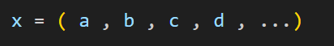 x = ( a , b , c , d , ...)